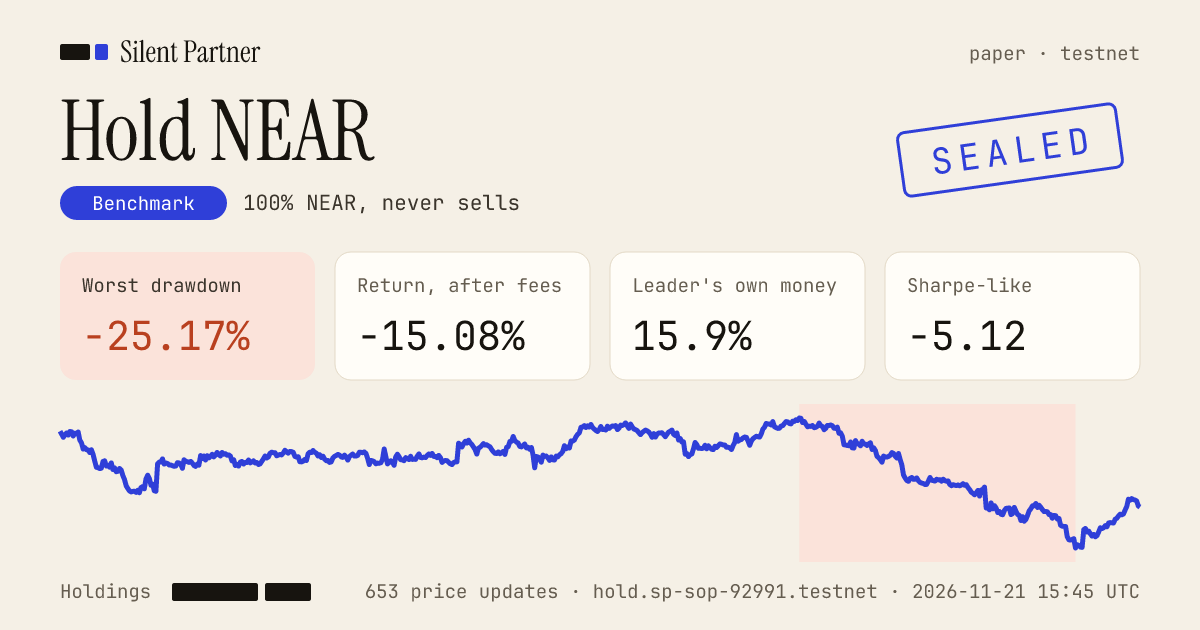 Silent Partner
paper · testnet
Hold NEAR
SEALED
Benchmark
100% NEAR, never sells
Worst drawdown
-25.17%
Return, after fees
-15.08%
Leader's own money
15.9%
Sharpe-like
-5.12
Holdings
653 price updates · hold.sp-sop-92991.testnet · 2026-11-21 15:45 UTC